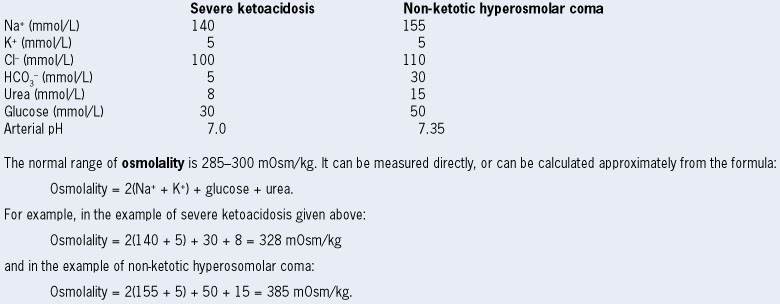 Severe ketoacidosis Non-ketotic hyperosmolar coma
Na⁺ (mmol/L) 140 155
K⁺ (mmol/L) 5 5
Cl⁻ (mmol/L) 100 110
HCO₃⁻ (mmol/L) 5 30
Urea (mmol/L) 8 15
Glucose (mmol/L) 30 50
Arterial pH 7.0 7.35
The normal range of osmolality is 285–300 mOsm/kg. It can be measured directly, or can be calculated approximately from the formula:
Osmolality = 2(Na⁺ + K⁺) + glucose + urea.
For example, in the example of severe ketoacidosis given above:
Osmolality = 2(140 + 5) + 30 + 8 = 328 mOsm/kg
and in the example of non-ketotic hyperosomolar coma:
Osmolality = 2(155 + 5) + 50 + 15 = 385 mOsm/kg.